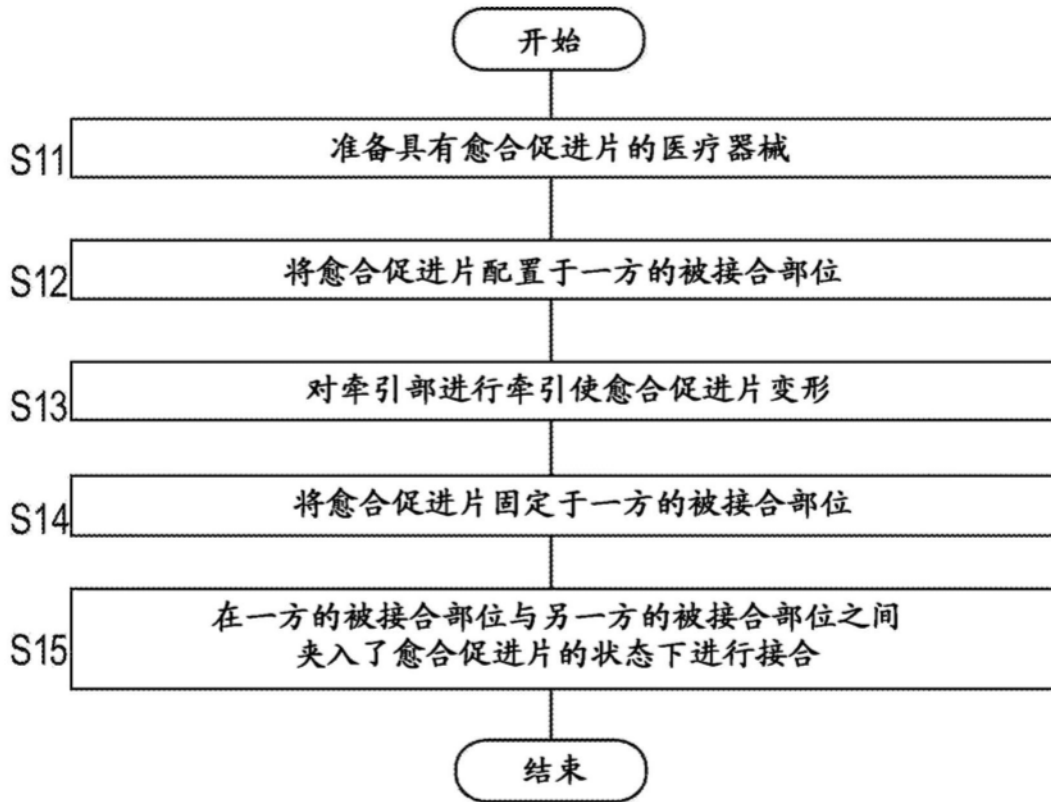 开始
S11 准备具有愈合促进片的医疗器械
S12 将愈合促进片配置于一方的被接合部位
S13 对牵引部进行牵引使愈合促进片变形
S14 将愈合促进片固定于一方的被接合部位
S15 在一方的被接合部位与另一方的被接合部位之间
夹入了愈合促进片的状态下进行接合
结束